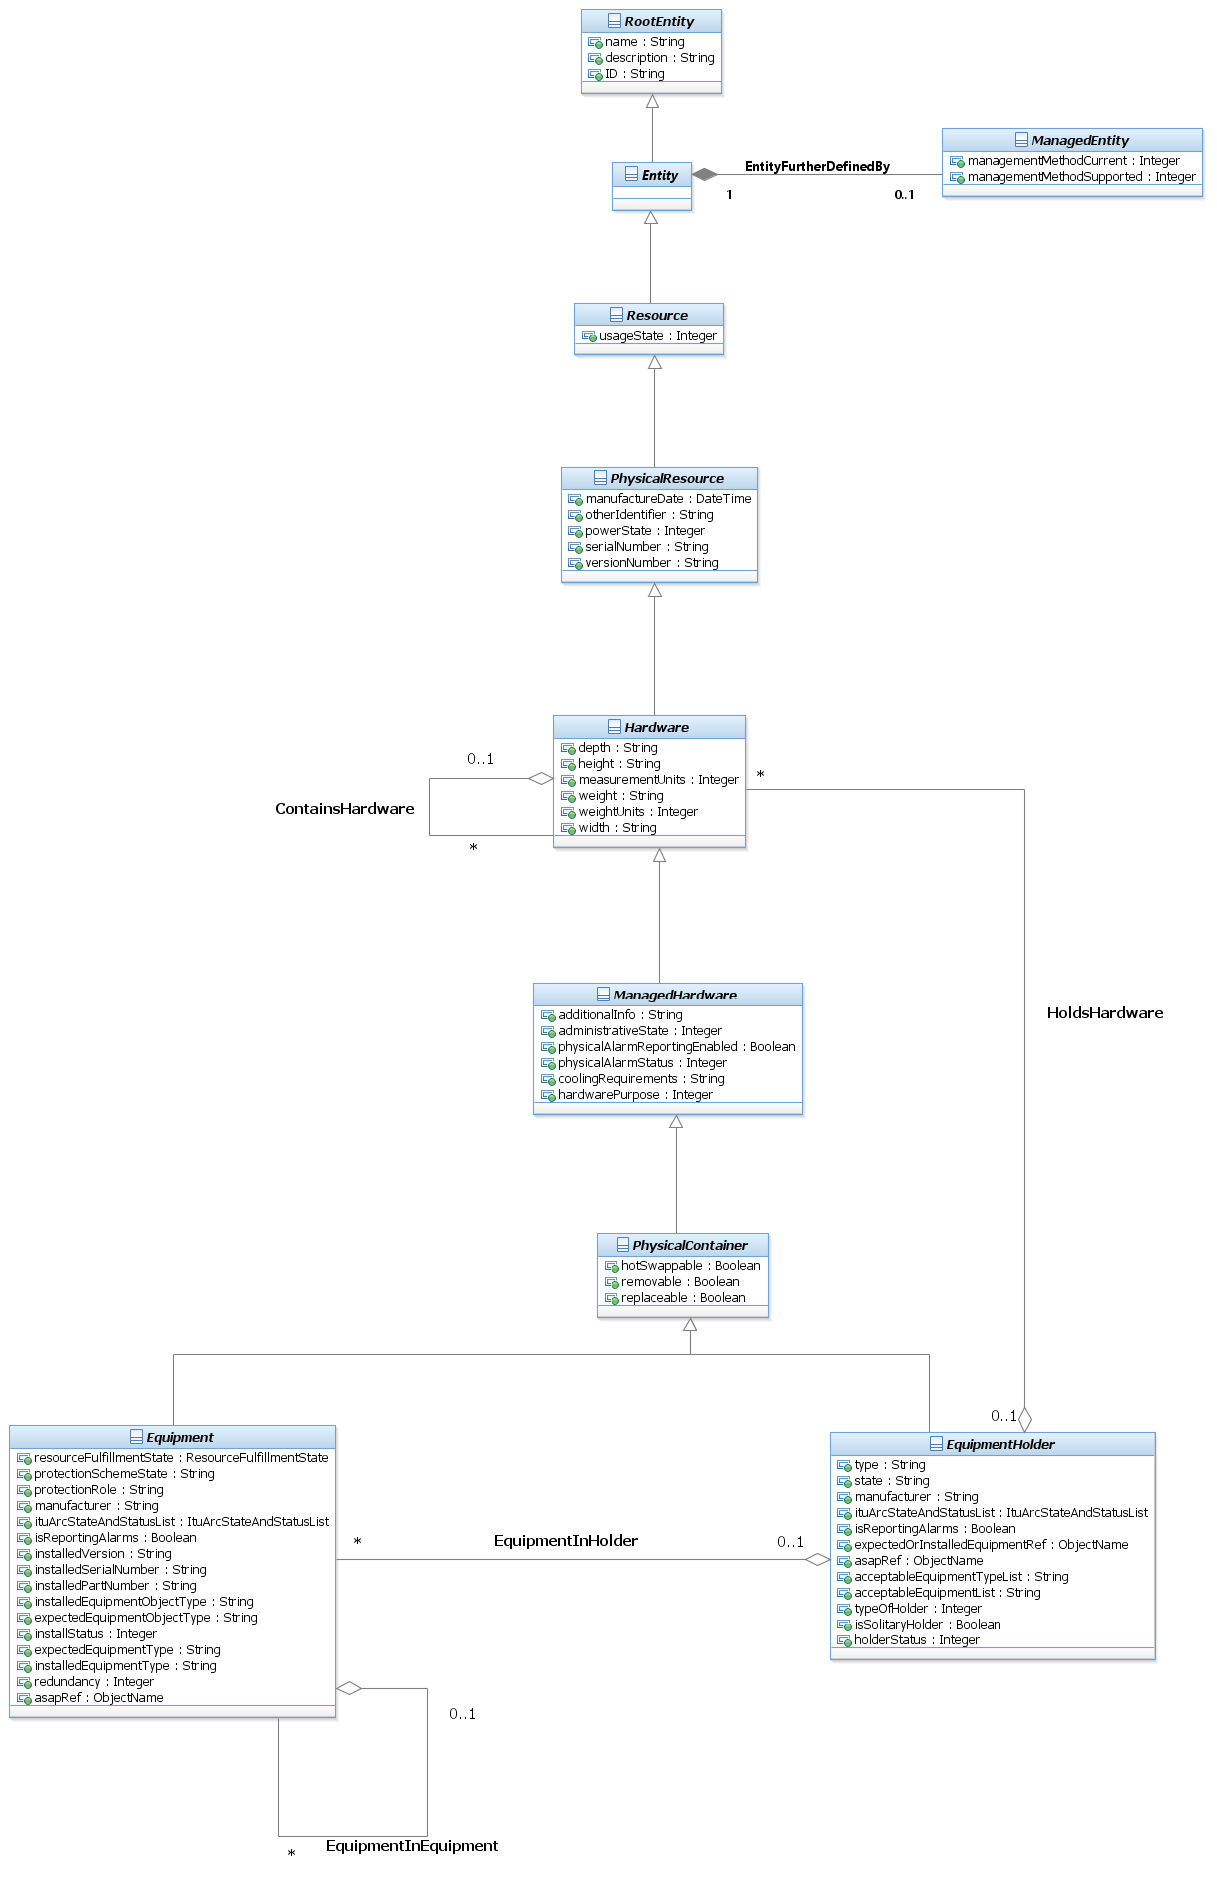 RootEntity
name : String
description : String
ID : String
ManagedEntity
managementMethodCurrent : Integer
managementMethodSupported : Integer
Entity
EntityFurtherDefinedBy
1
0..1
Resource
usageState : Integer
PhysicalResource
manufactureDate : DateTime
otherIdentifier : String
powerState : Integer
serialNumber : String
versionNumber : String
Hardware
depth : String
height : String
measurementUnits : Integer
weight : String
weightUnits : Integer
width : String
0..1
ContainsHardware
*
*
HoldsHardware
ManagedHardware
additionalInfo : String
administrativeState : Integer
physicalAlarmReportingEnabled : Boolean
physicalAlarmStatus : Integer
coolingRequirements : String
hardwarePurpose : Integer
PhysicalContainer
hotSwappable : Boolean
removable : Boolean
replaceable : Boolean
0..1
Equipment
resourceFulfillmentState : ResourceFulfillmentState
protectionSchemeState : String
protectionRole : String
manufacturer : String
ituArcStateAndStatusList : ItuArcStateAndStatusList
isReportingAlarms : Boolean
installedVersion : String
installedSerialNumber : String
installedPartNumber : String
installedEquipmentObjectType : String
expectedEquipmentObjectType : String
installStatus : Integer
expectedEquipmentType : String
installedEquipmentType : String
redundancy : Integer
asapRef : ObjectName
*
EquipmentInHolder
0..1
EquipmentHolder
type : String
state : String
manufacturer : String
ituArcStateAndStatusList : ItuArcStateAndStatusList
isReportingAlarms : Boolean
expectedOrInstalledEquipmentRef : ObjectName
asapRef : ObjectName
acceptableEquipmentTypeList : String
acceptableEquipmentList : String
typeOfHolder : Integer
isSolitaryHolder : Boolean
holderStatus : Integer
0..1
EquipmentInEquipment
*